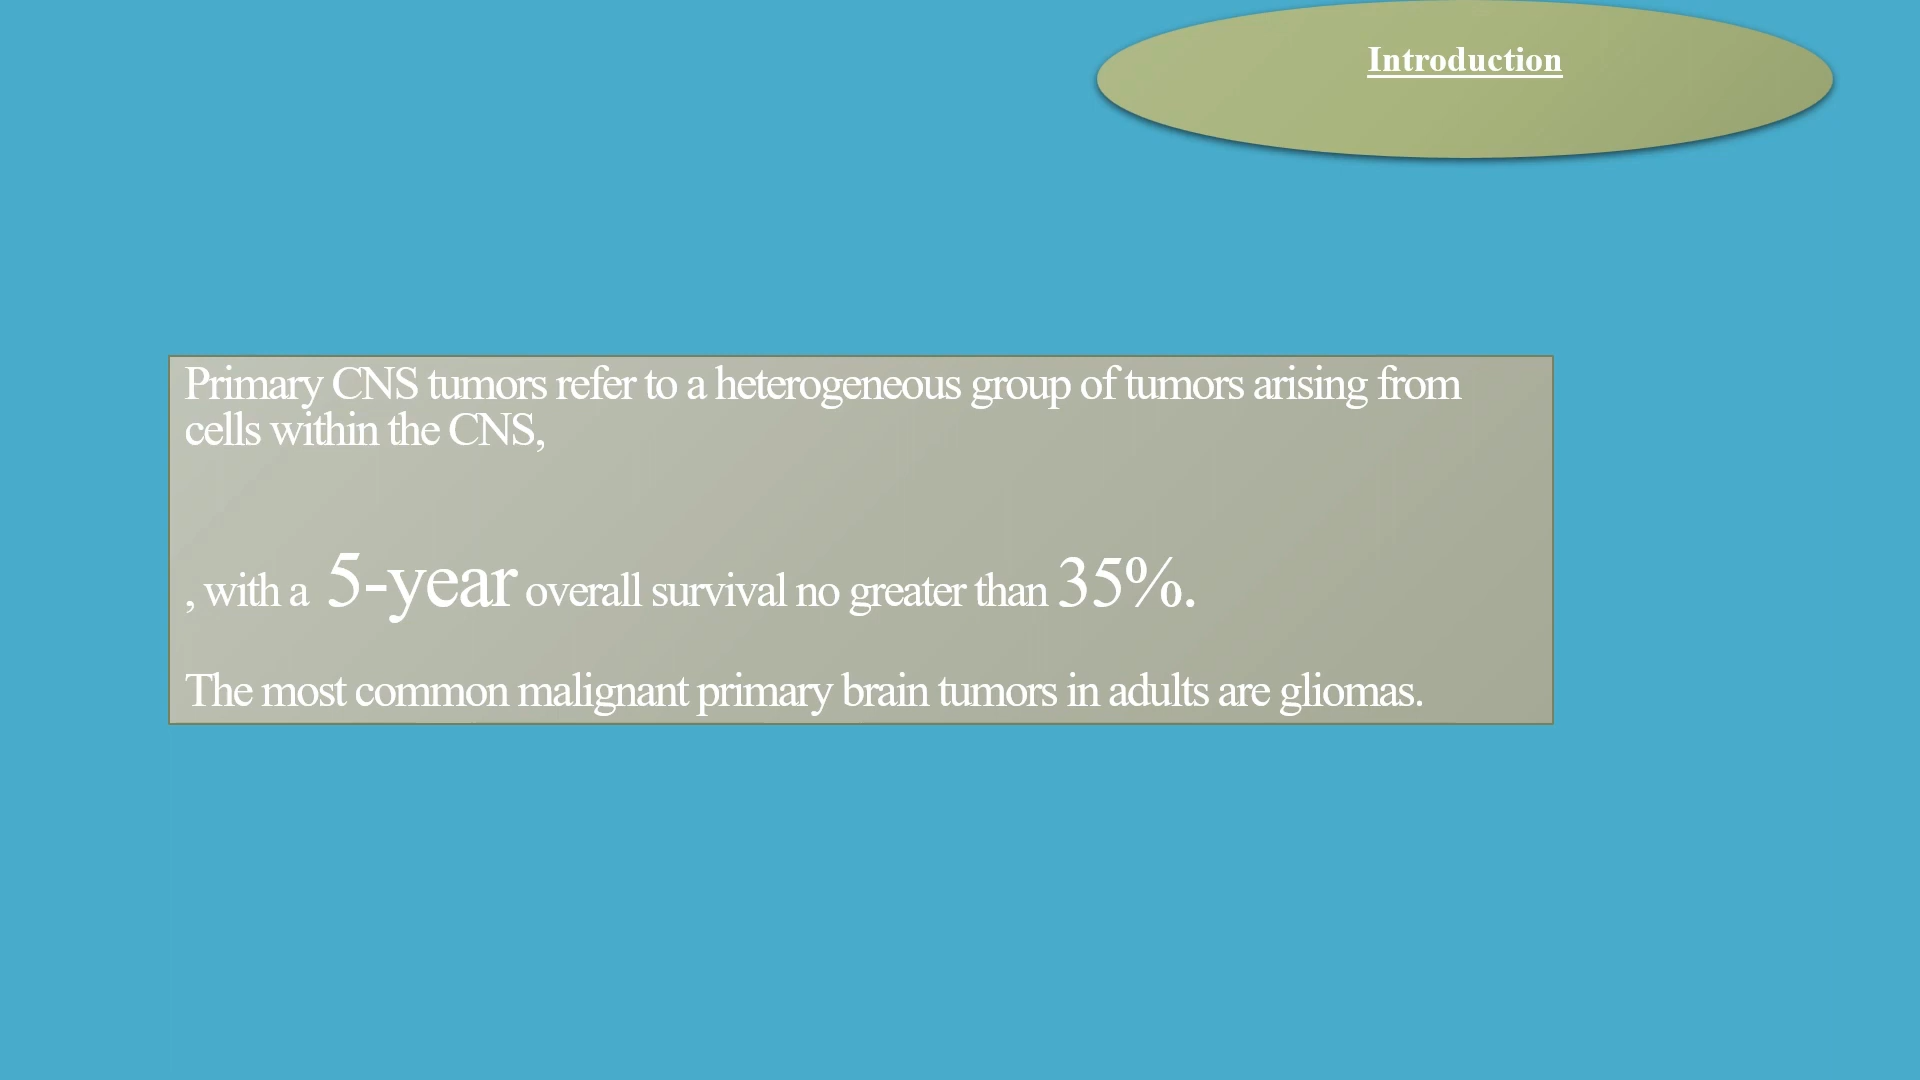 Introduction
Primary CNS tumors refer to a heterogeneous group of tumors arising from
cells within the CNS,
, with a 5-year overall survival no greater than 35%.
The most common malignant primary brain tumors in adults are gliomas.